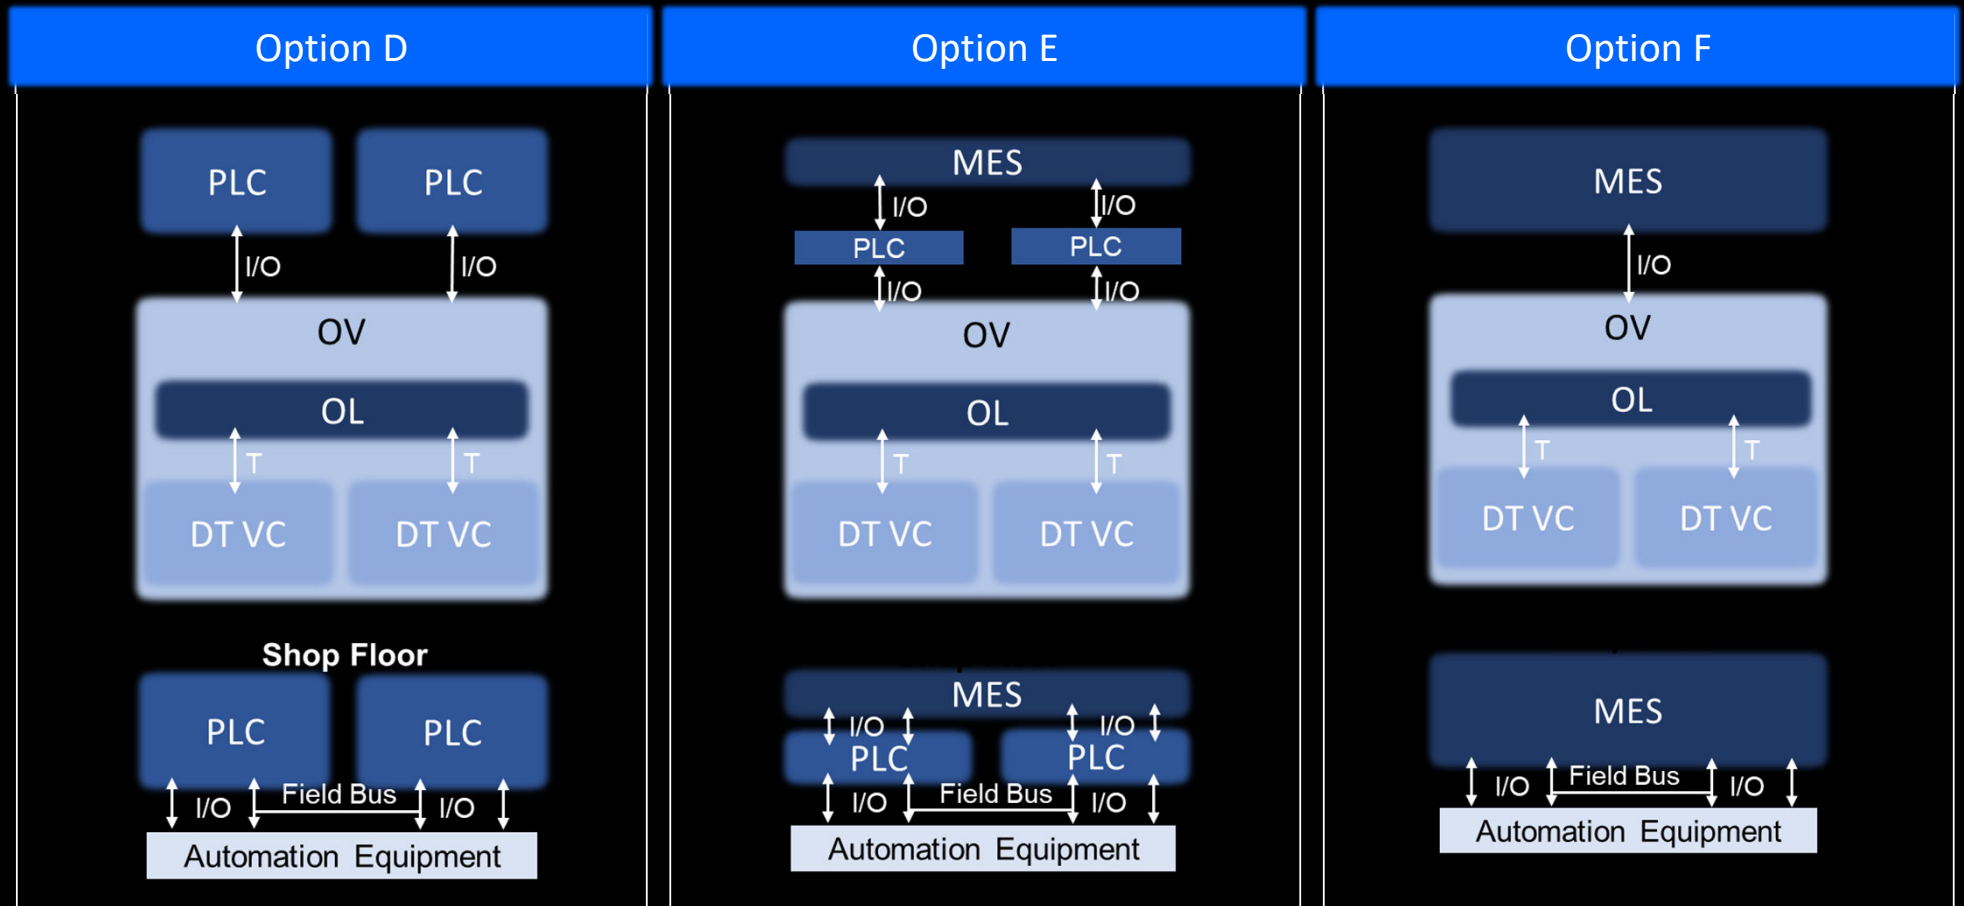 Option D
PLC PLC
I/O I/O
OV
OL
T T
DT VC DT VC
Shop Floor
PLC PLC
I/O Field Bus I/O
Automation Equipment
Option E
MES
I/O I/O
PLC PLC
I/O I/O
OV
OL
T T
DT VC DT VC
MES
I/O I/O
PLC PLC
I/O Field Bus I/O
Automation Equipment
Option F
MES
I/O
OV
OL
T T
DT VC DT VC
MES
I/O Field Bus I/O
Automation Equipment